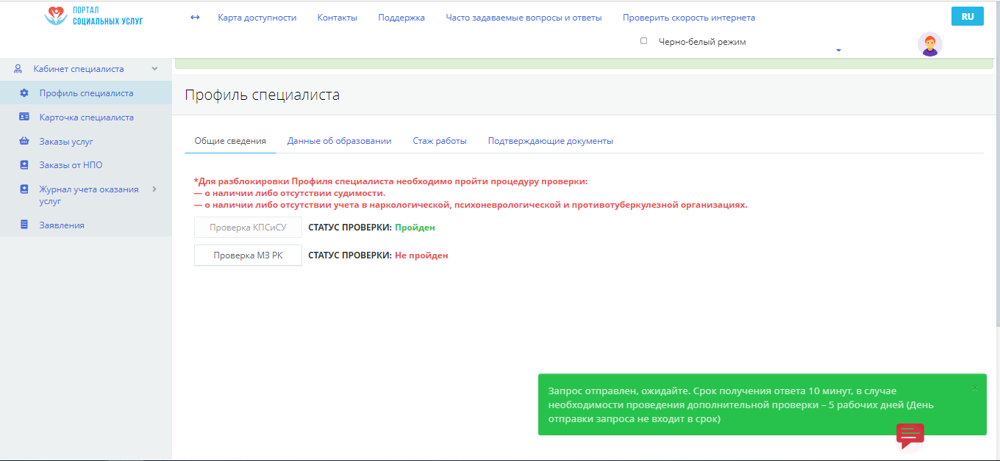 ПОРТАЛ
СОЦИАЛЬНЫХ УСЛУГ
Карта доступности
Контакты
Поддержка
Часто задаваемые вопросы и ответы
Проверить скорость интернета
RU
Черно-белый режим
Кабинет специалиста
Профиль специалиста
Карточка специалиста
Заказы услуг
Заказы от НПО
Журнал учета оказания
услуг
Заявления
Профиль специалиста
Общие сведения
Данные об образовании
Стаж работы
Подтверждающие документы
*Для разблокировки Профиля специалиста необходимо пройти процедуру проверки:
— о наличии либо отсутствии судимости.
— о наличии либо отсутствии учета в наркологической, психоневрологической и противотуберкулезной организациях.
Проверка КПСиСУ СТАТУС ПРОВЕРКИ: Пройден
Проверка МЗ РК СТАТУС ПРОВЕРКИ: Не пройден
Запрос отправлен, ожидайте. Срок получения ответа 10 минут, в случае
необходимости проведения дополнительной проверки – 5 рабочих дней (День
отправки запроса не входит в срок)